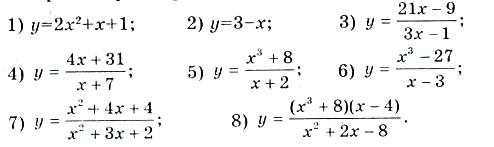 1) y=2x²+x+1; 2) y=3−x; 3) y = (21x − 9)/(3x − 1);
4) y = (4x + 31)/(x + 7); 5) y = (x³ + 8)/(x + 2); 6) y = (x³ − 27)/(x − 3);
7) y = (x² + 4x + 4)/(x² + 3x + 2); 8) y = ((x³ + 8)(x − 4))/(x² + 2x − 8).